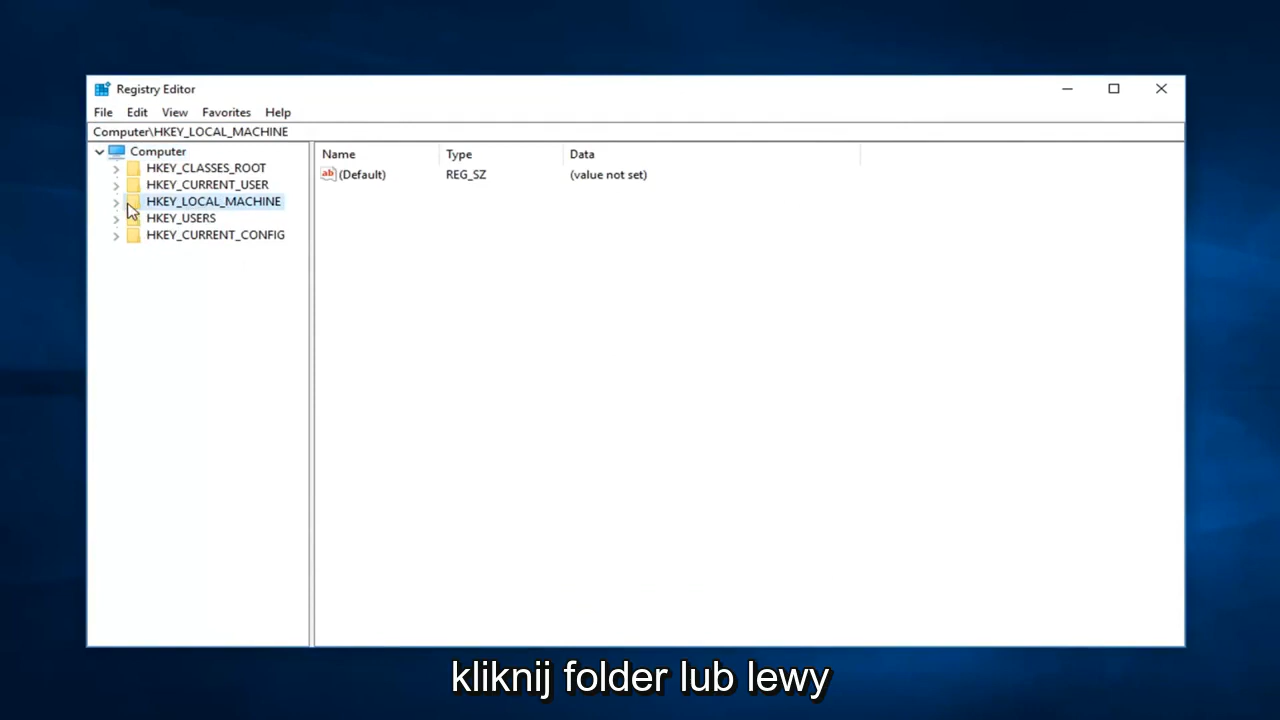 Registry Editor
File Edit View Favorites Help
Computer\HKEY_LOCAL_MACHINE
Computer
HKEY_CLASSES_ROOT
HKEY_CURRENT_USER
HKEY_LOCAL_MACHINE
HKEY_USERS
HKEY_CURRENT_CONFIG
Name Type Data
ab (Default) REG_SZ (value not set)
kliknij folder lub lewy